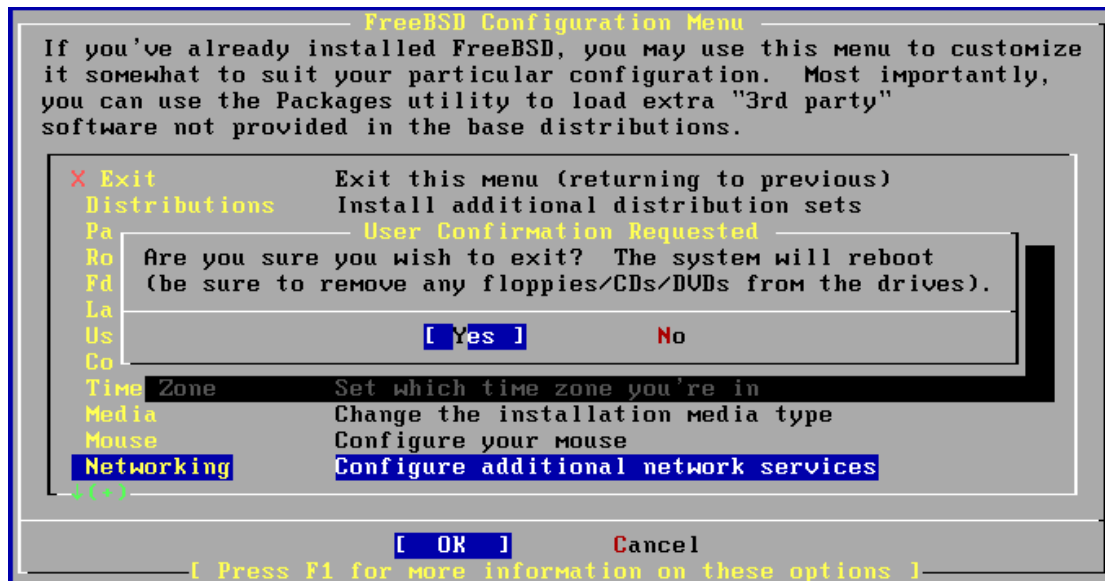 FreeBSD Configuration Menu
If you've already installed FreeBSD, you may use this menu to customize
it somewhat to suit your particular configuration.  Most importantly,
you can use the Packages utility to load extra "3rd party"
software not provided in the base distributions.
X Exit Exit this menu (returning to previous)
Distributions Install additional distribution sets
Pa User Confirmation Requested
Ro Are you sure you wish to exit?  The system will reboot
Fd (be sure to remove any floppies/CDs/DVDs from the drives).
La
Us [ Yes ] No
Co
Time Zone Set which time zone you're in
Media Change the installation media type
Mouse Configure your mouse
Networking Configure additional network services
↓(+)
[ OK ] Cancel
[ Press F1 for more information on these options ]